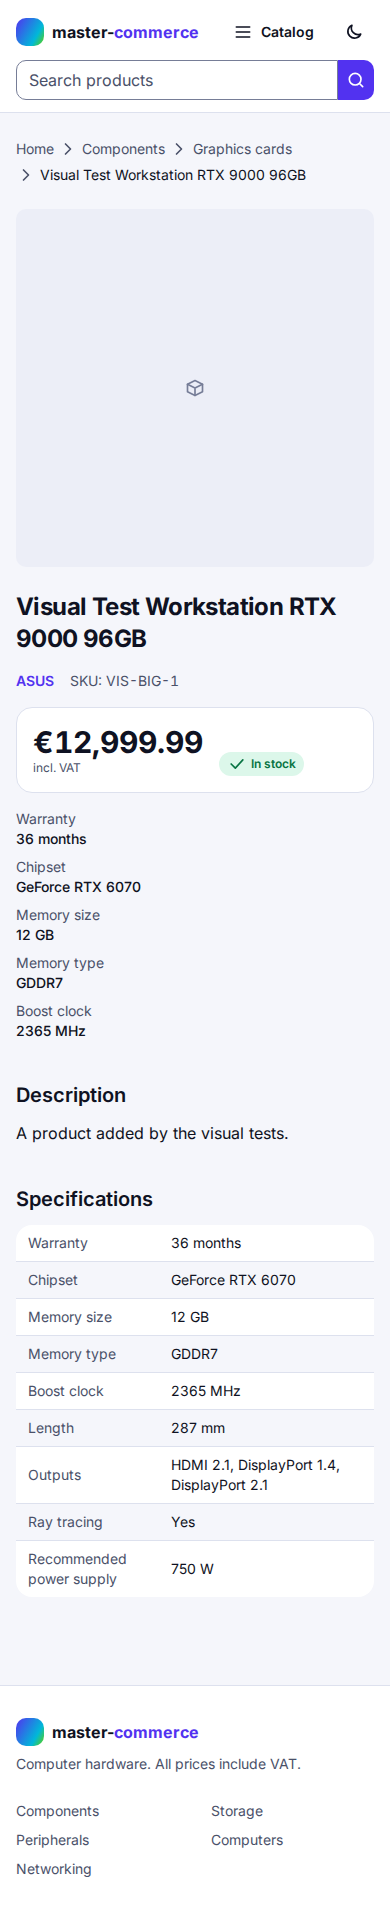 master-commerce
Catalog
Search products
Home
Components
Graphics cards
Visual Test Workstation RTX 9000 96GB
Visual Test Workstation RTX
9000 96GB
ASUS SKU: VIS-BIG-1
€12,999.99
incl. VAT
In stock
Warranty
36 months
Chipset
GeForce RTX 6070
Memory size
12 GB
Memory type
GDDR7
Boost clock
2365 MHz
Description
A product added by the visual tests.
Specifications
Warranty 36 months
Chipset GeForce RTX 6070
Memory size 12 GB
Memory type GDDR7
Boost clock 2365 MHz
Length 287 mm
Outputs HDMI 2.1, DisplayPort 1.4,
DisplayPort 2.1
Ray tracing Yes
Recommended
power supply 750 W
master-commerce
Computer hardware. All prices include VAT.
Components Storage
Peripherals Computers
Networking